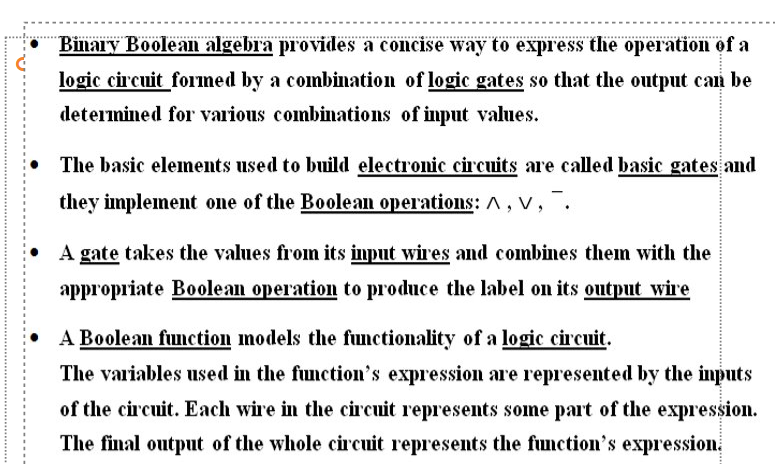 • Binary Boolean algebra provides a concise way to express the operation of a
logic circuit formed by a combination of logic gates so that the output can be
determined for various combinations of input values.
• The basic elements used to build electronic circuits are called basic gates and
they implement one of the Boolean operations: ∧ , ∨ , ¯ .
• A gate takes the values from its input wires and combines them with the
appropriate Boolean operation to produce the label on its output wire
• A Boolean function models the functionality of a logic circuit.
The variables used in the function’s expression are represented by the inputs
of the circuit. Each wire in the circuit represents some part of the expression.
The final output of the whole circuit represents the function’s expression.